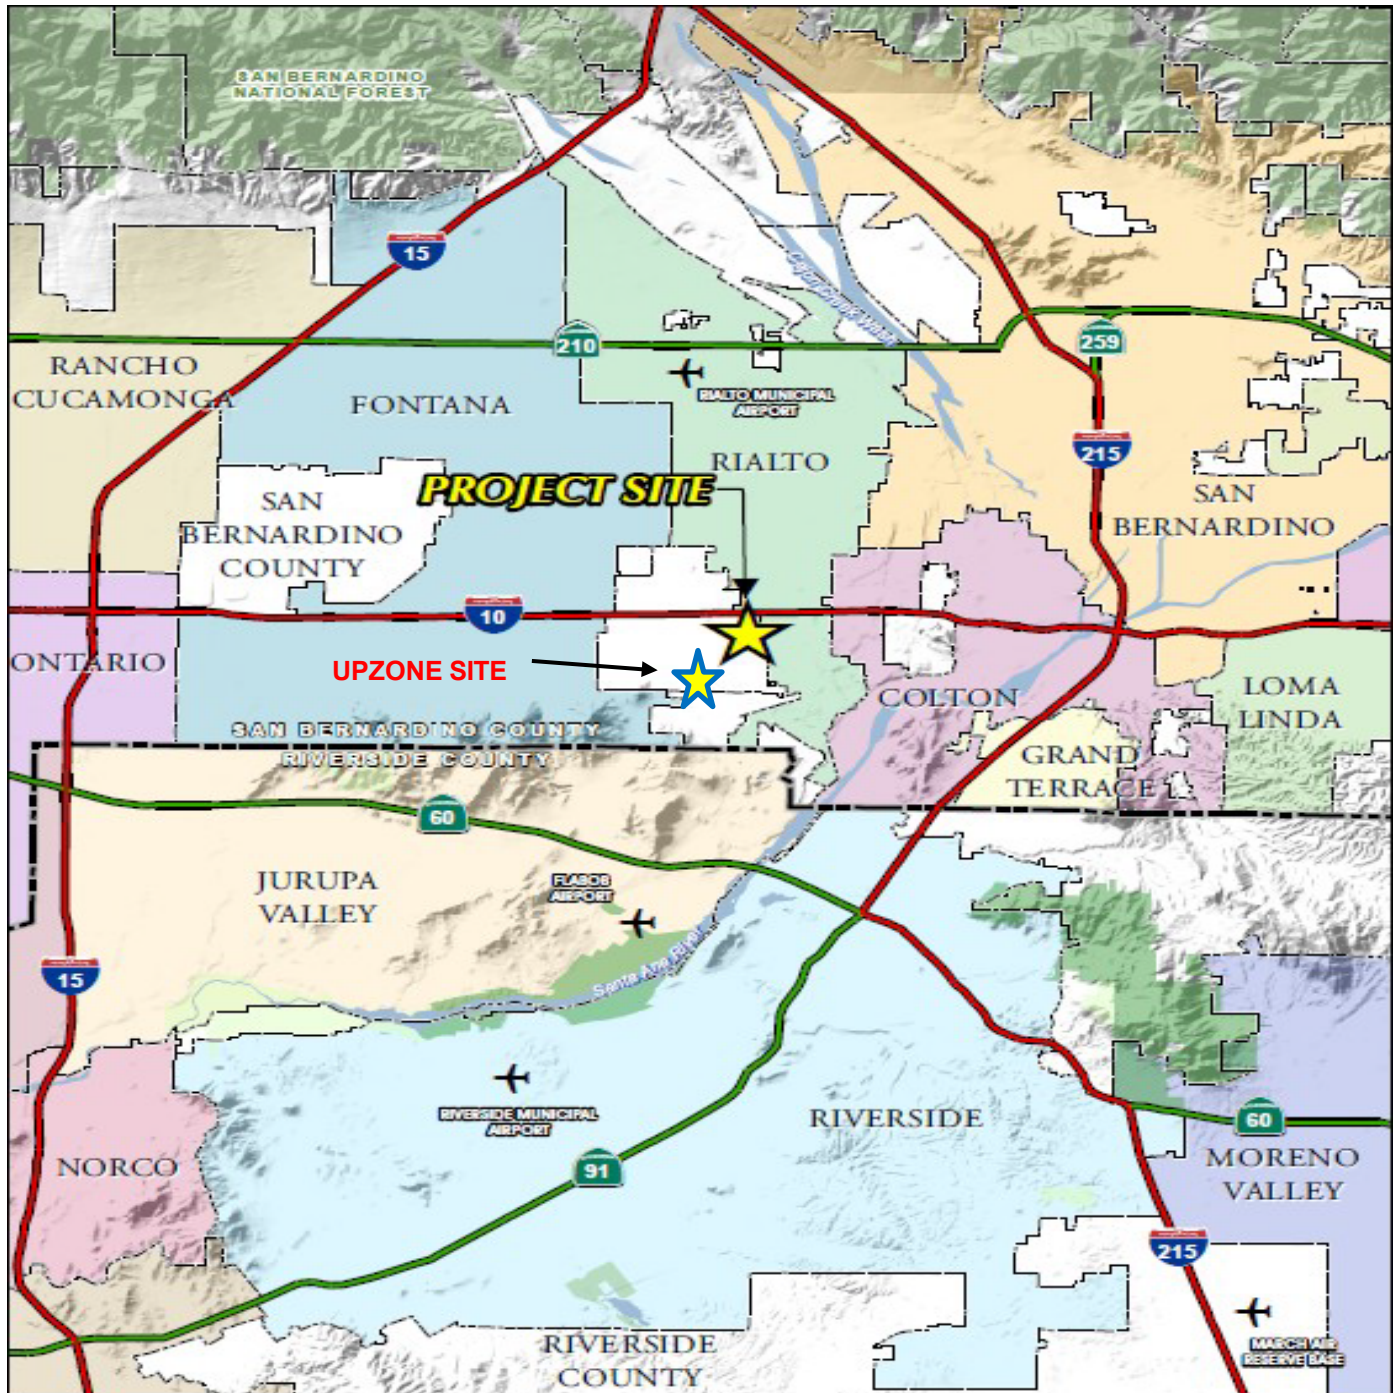 SAN BERNARDINO
NATIONAL FOREST
15
Cajon Creek Wash
210
259
RANCHO
CUCAMONGA
FONTANA
RIALTO MUNICIPAL
AIRPORT
RIALTO
215
PROJECT SITE
SAN
BERNARDINO
COUNTY
SAN
BERNARDINO
10
ONTARIO
UPZONE SITE
COLTON
LOMA
LINDA
SAN BERNARDINO COUNTY
RIVERSIDE COUNTY
GRAND
TERRACE
60
JURUPA
VALLEY
FLABOB
AIRPORT
Santa Ana River
15
RIVERSIDE MUNICIPAL
AIRPORT
RIVERSIDE
60
NORCO
91
MORENO
VALLEY
215
RIVERSIDE
COUNTY
MARCH AIR
RESERVE BASE